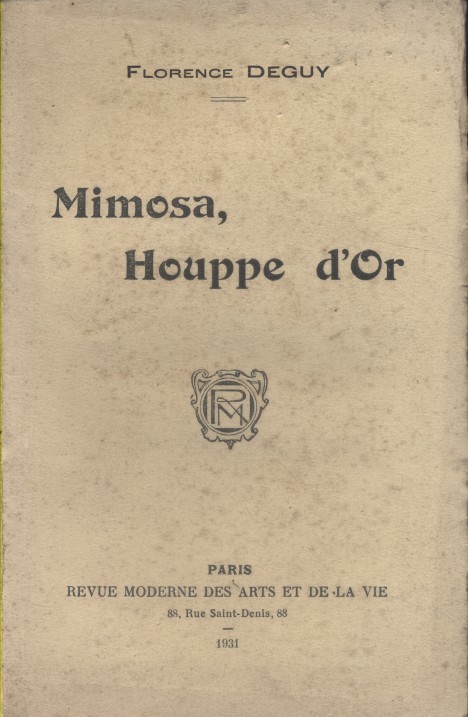 Florence DEGUY
Mimosa,
Houppe d'Or
RM
PARIS
REVUE MODERNE DES ARTS ET DE LA VIE
88, Rue Saint-Denis, 88
1931